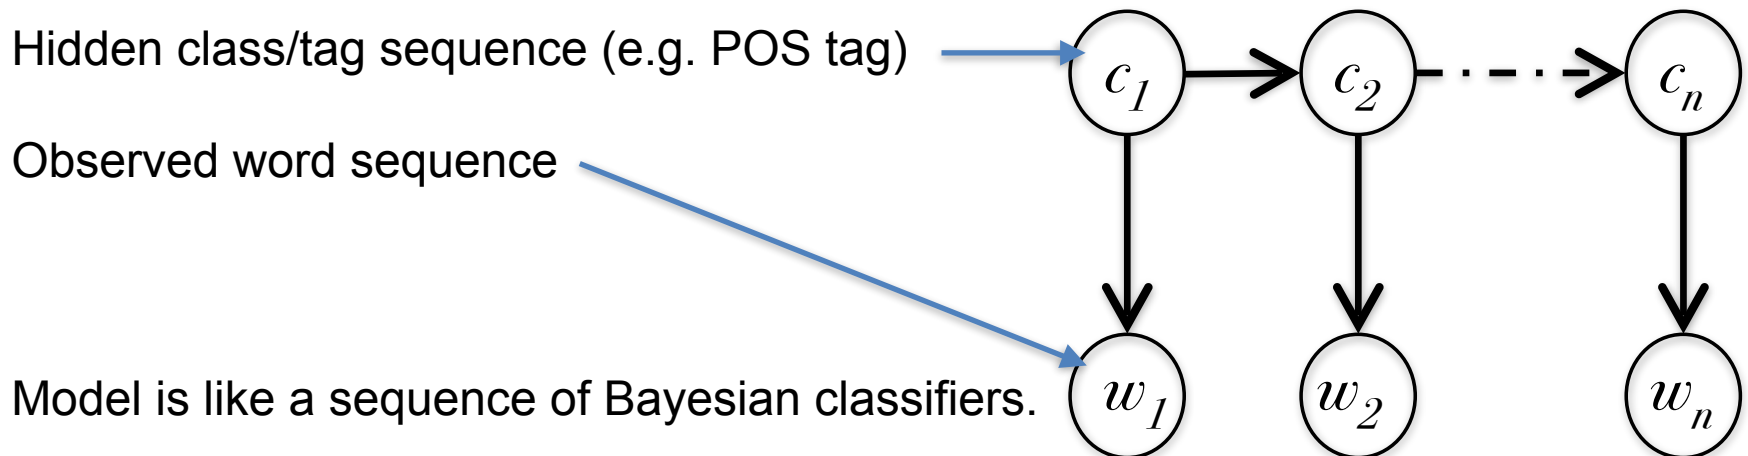 Hidden class/tag sequence (e.g. POS tag)
c1 c2 cn
Observed word sequence
Model is like a sequence of Bayesian classifiers.
w1 w2 wn